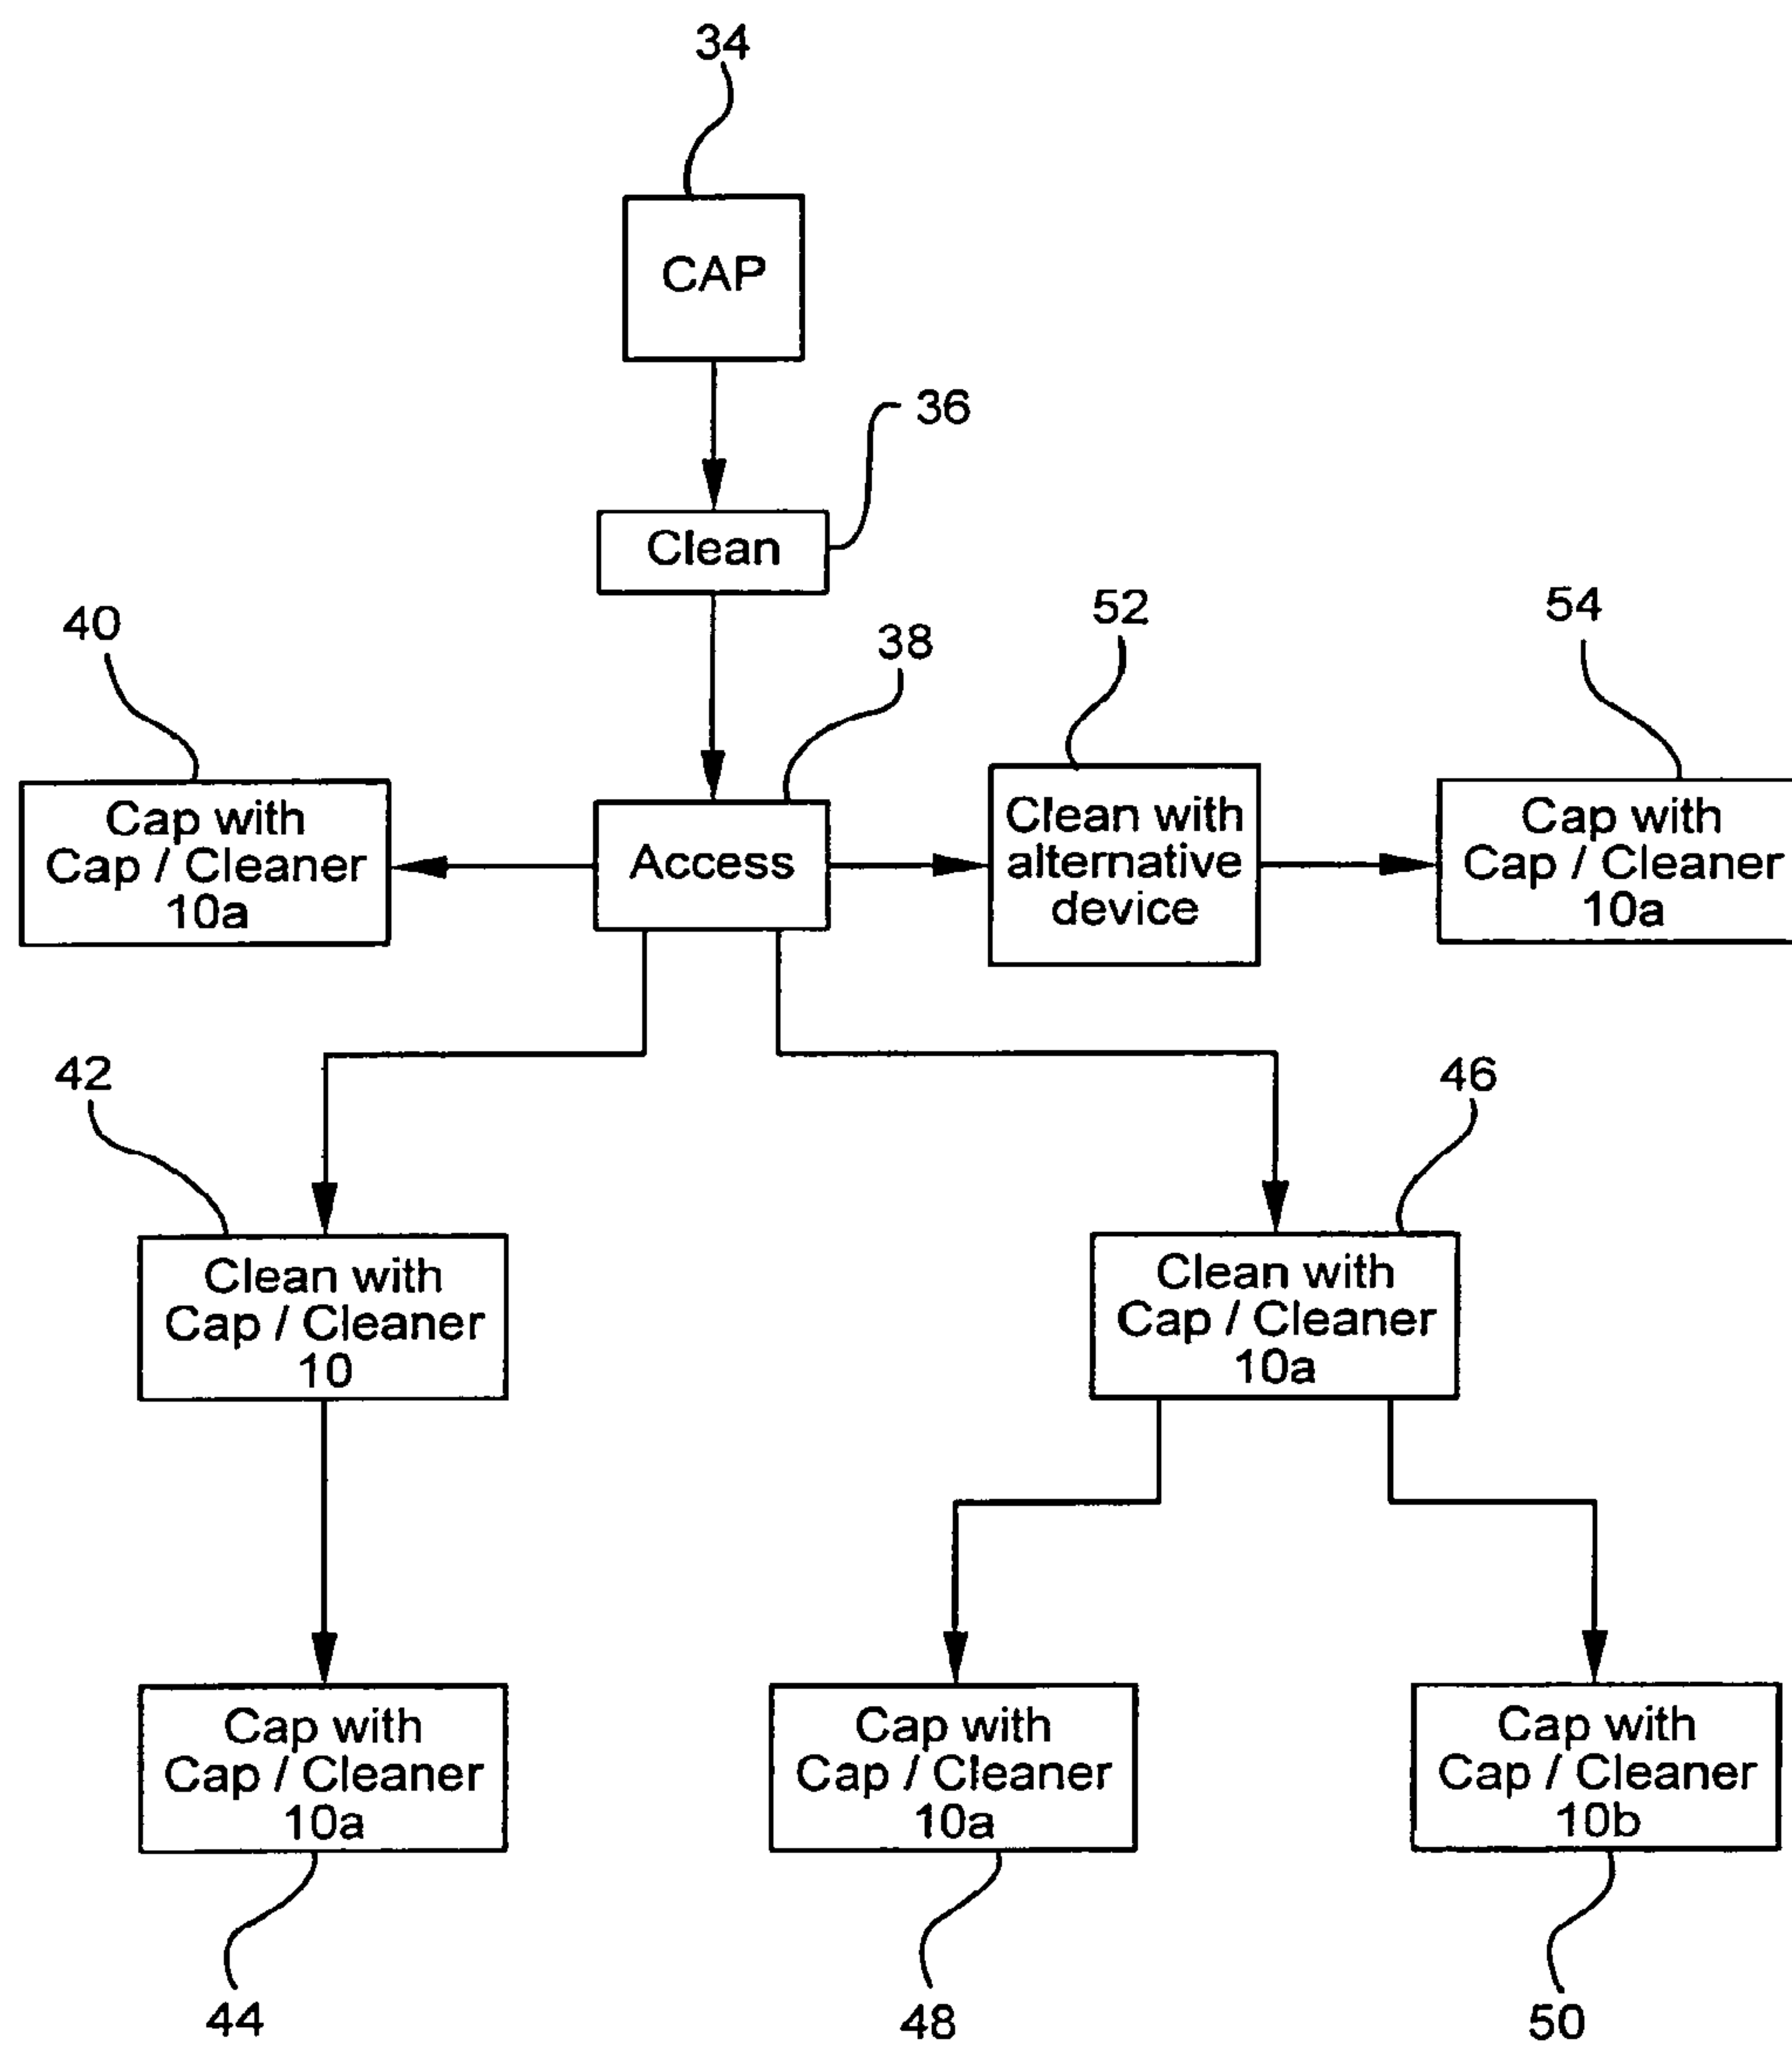 34
CAP
36
Clean
40
38
52
54
Cap with
Cap / Cleaner
10a
Access
Clean with
alternative
device
Cap with
Cap / Cleaner
10a
42
46
Clean with
Cap / Cleaner
10
Clean with
Cap / Cleaner
10a
Cap with
Cap / Cleaner
10a
Cap with
Cap / Cleaner
10a
Cap with
Cap / Cleaner
10b
44
48
50